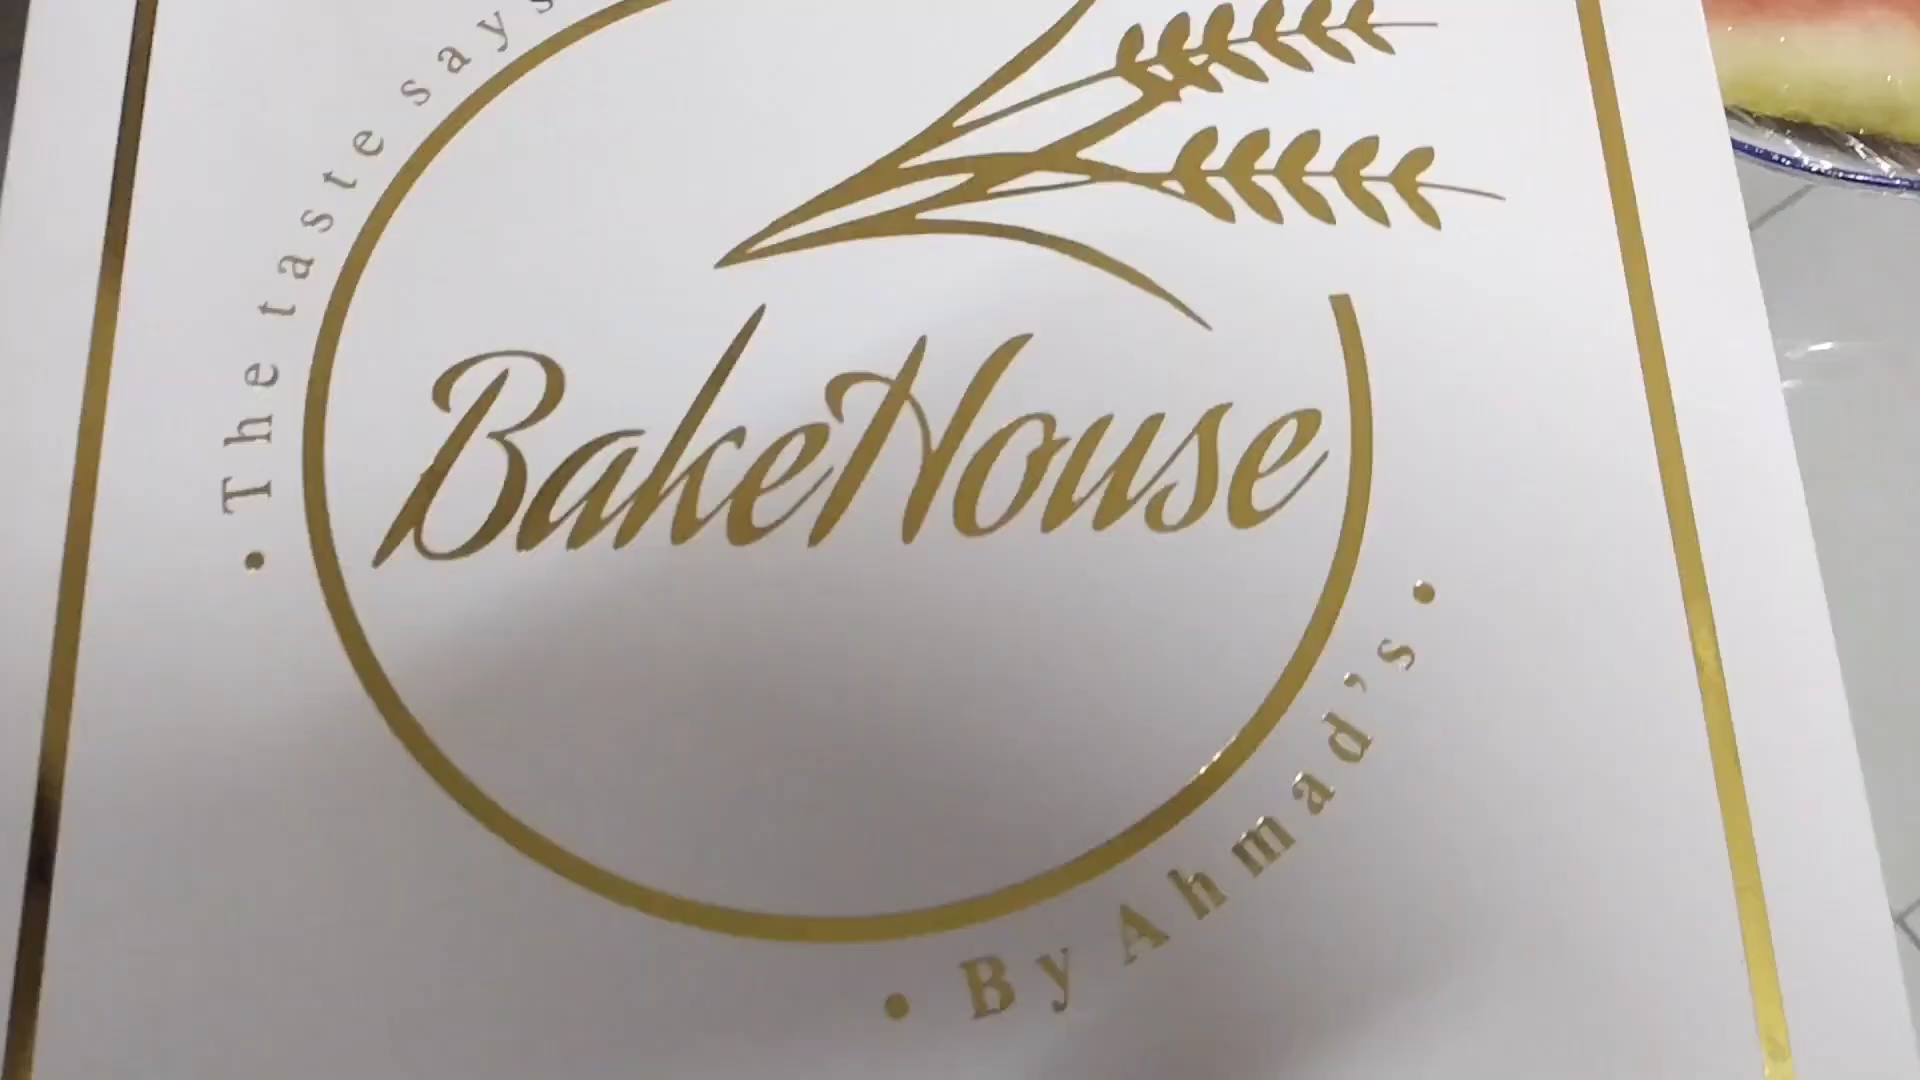 • The taste says
BakeHouse
• By Ahmad's •